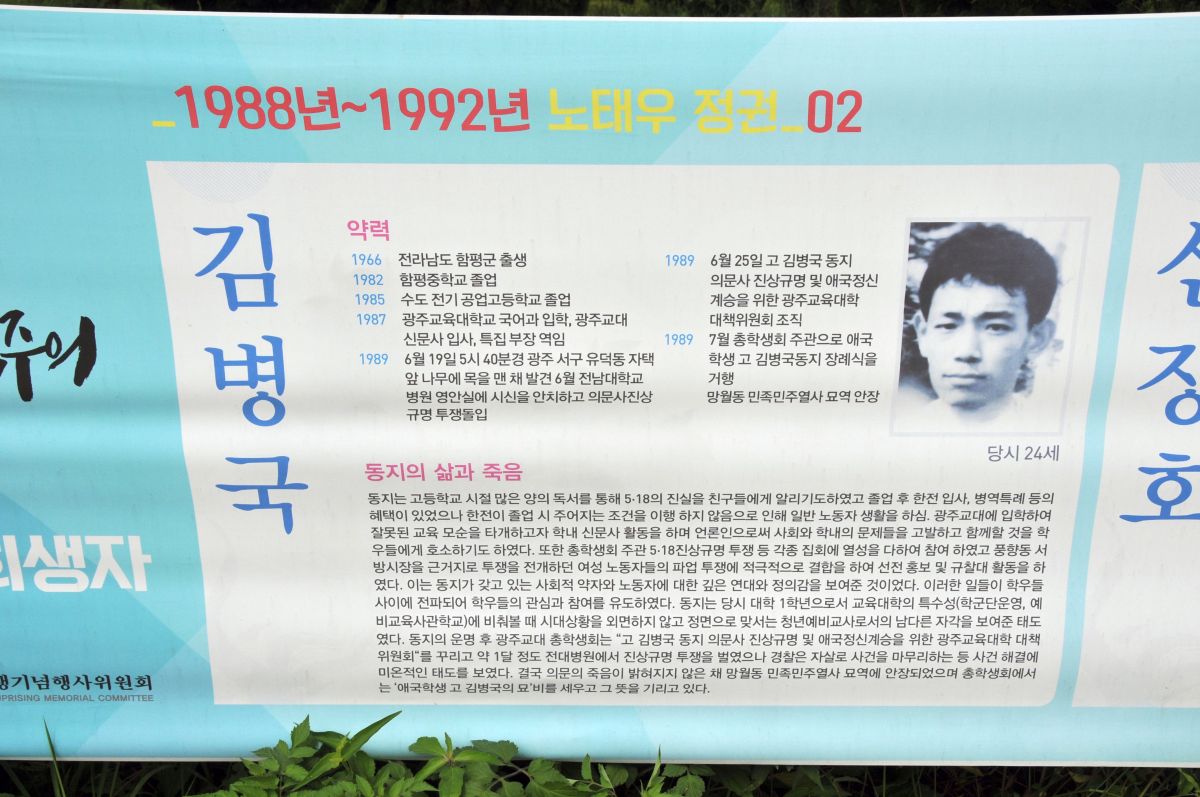 _1988년~1992년 노태우 정권_02
김병국
약력
1966 전라남도 함평군 출생
1982 함평중학교 졸업
1985 수도 전기 공업고등학교 졸업
1987 광주교육대학교 국어과 입학, 광주교대
신문사 입사, 특집 부장 역임
1989 6월 19일 5시 40분경 광주 서구 유덕동 자택
앞 나무에 목을 맨 채 발견 6월 전남대학교
병원 영안실에 시신을 안치하고 의문사진상
규명 투쟁돌입
1989 6월 25일 고 김병국 동지
의문사 진상규명 및 애국정신
계승을 위한 광주교육대학
대책위원회 조직
1989 7월 총학생회 주관으로 애국
학생 고 김병국동지 장례식을
거행
망월동 민족민주열사 묘역 안장
당시 24세
동지의 삶과 죽음
동지는 고등학교 시절 많은 양의 독서를 통해 5·18의 진실을 친구들에게 알리기도하였고 졸업 후 한전 입사, 병역특례 등의
혜택이 있었으나 한전이 졸업 시 주어지는 조건을 이행 하지 않음으로 인해 일반 노동자 생활을 하심. 광주교대에 입학하여
잘못된 교육 모순을 타개하고자 학내 신문사 활동을 하며 언론인으로써 사회와 학내의 문제들을 고발하고 함께할 것을 학
우들에게 호소하기도 하였다. 또한 총학생회 주관 5·18진상규명 투쟁 등 각종 집회에 열성을 다하여 참여 하였고 풍향동 서
방시장을 근거지로 투쟁을 전개하던 여성 노동자들의 파업 투쟁에 적극적으로 결합을 하여 선전 홍보 및 규찰대 활동을 하
였다. 이는 동지가 갖고 있는 사회적 약자와 노동자에 대한 깊은 연대와 정의감을 보여준 것이었다. 이러한 일들이 학우들
사이에 전파되어 학우들의 관심과 참여를 유도하였다. 동지는 당시 대학 1학년으로서 교육대학의 특수성(학군단운영, 예
비교육사관학교)에 비춰볼 때 시대상황을 외면하지 않고 정면으로 맞서는 청년예비교사로서의 남다른 자각을 보여준 태도
였다. 동지의 운명 후 광주교대 총학생회는 “고 김병국 동지 의문사 진상규명 및 애국정신계승을 위한 광주교육대학 대책
위원회“를 꾸리고 약 1달 정도 전대병원에서 진상규명 투쟁을 벌였으나 경찰은 자살로 사건을 마무리하는 등 사건 해결에
미온적인 태도를 보였다. 결국 의문의 죽음이 밝혀지지 않은 채 망월동 민족민주열사 묘역에 안장되었으며 총학생회에서
는 ‘애국학생 고 김병국의 묘’비를 세우고 그 뜻을 기리고 있다.
주의
희생자
기념행사위원회
PRISING MEMORIAL COMMITTEE
장호